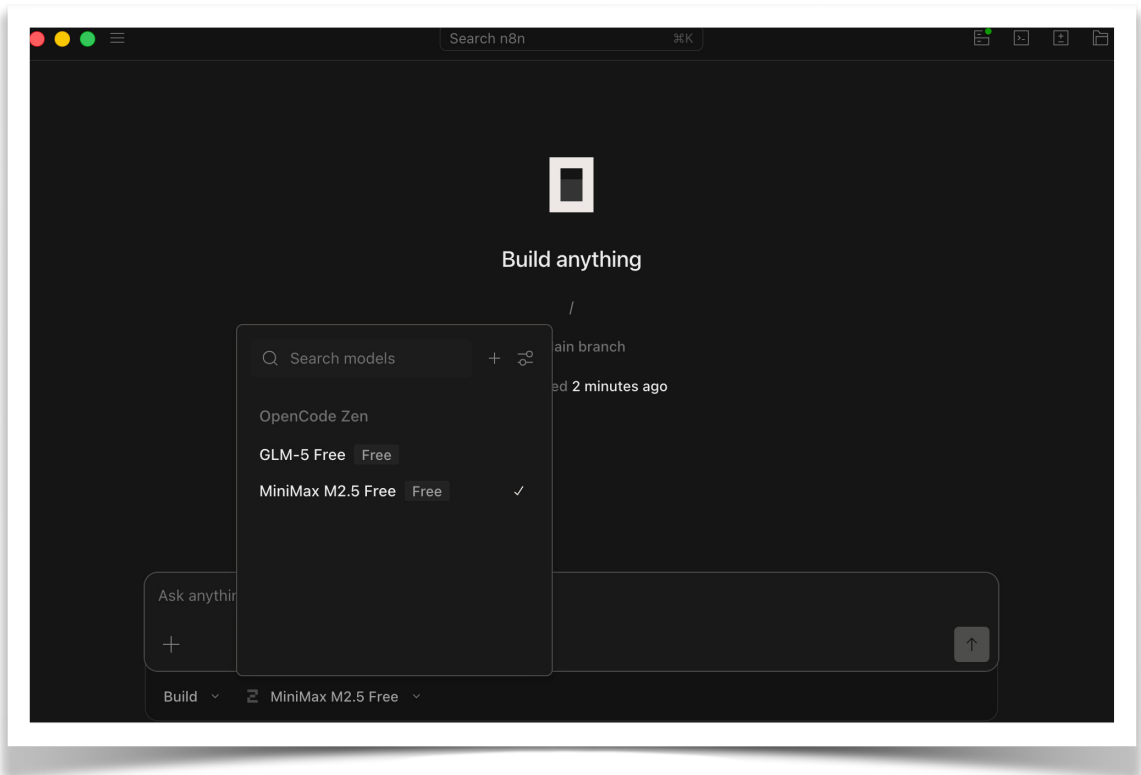 Search n8n ⌘K
Build anything
/
ain branch
ed 2 minutes ago
Search models
OpenCode Zen
GLM-5 Free Free
MiniMax M2.5 Free Free
Ask anythin
Build MiniMax M2.5 Free